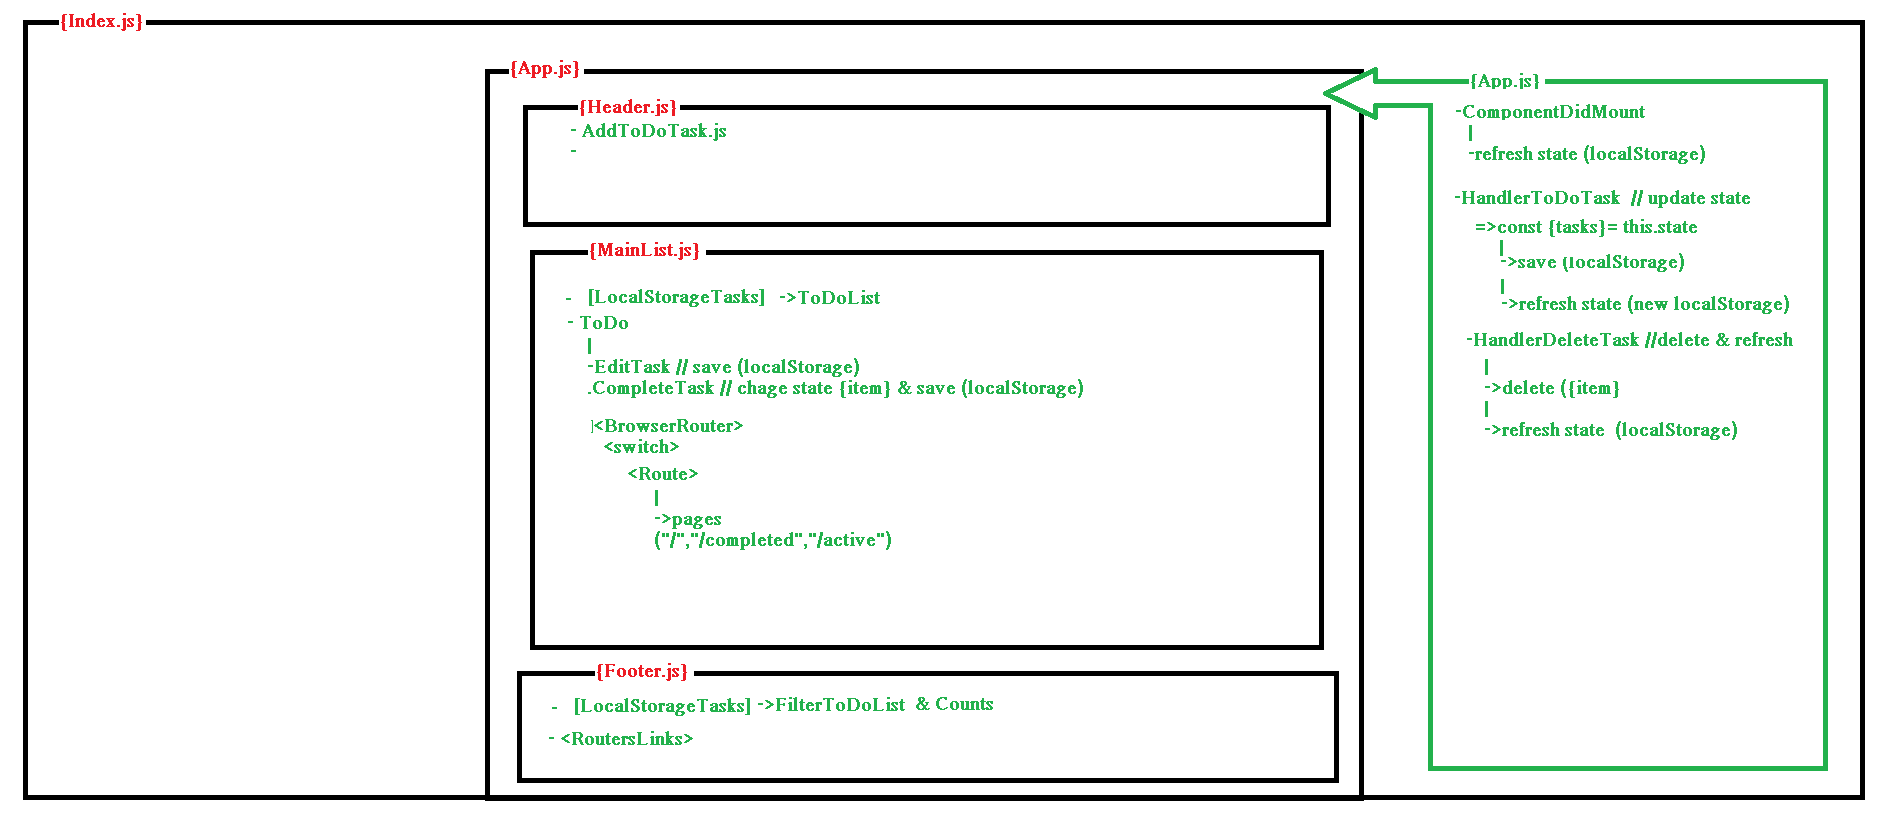 {Index.js}
{App.js}
{Header.js}
- AddToDoTask.js
-
{MainList.js}
- [LocalStorageTasks] ->ToDoList
- ToDo
|
-EditTask // save (localStorage)
.CompleteTask // chage state {item} & save (localStorage)
|<BrowserRouter>
<switch>
<Route>
|
->pages
("/","/completed","/active")
{Footer.js}
- [LocalStorageTasks] ->FilterToDoList & Counts
- <RoutersLinks>
{App.js}
-ComponentDidMount
|
-refresh state (localStorage)
-HandlerToDoTask // update state
=>const {tasks}= this.state
|
->save (localStorage)
|
->refresh state (new localStorage)
-HandlerDeleteTask //delete & refresh
|
->delete ({item}
|
->refresh state (localStorage)